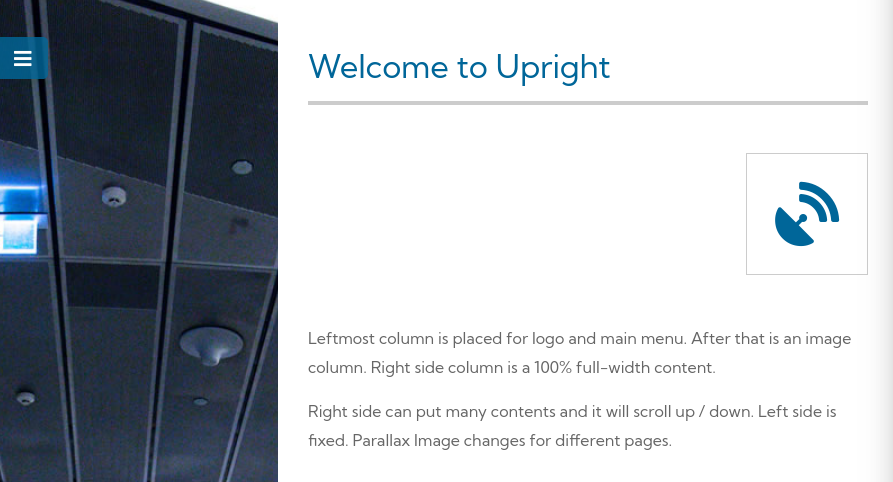 Welcome to Upright
Leftmost column is placed for logo and main menu. After that is an image
column. Right side column is a 100% full-width content.
Right side can put many contents and it will scroll up / down. Left side is
fixed. Parallax Image changes for different pages.